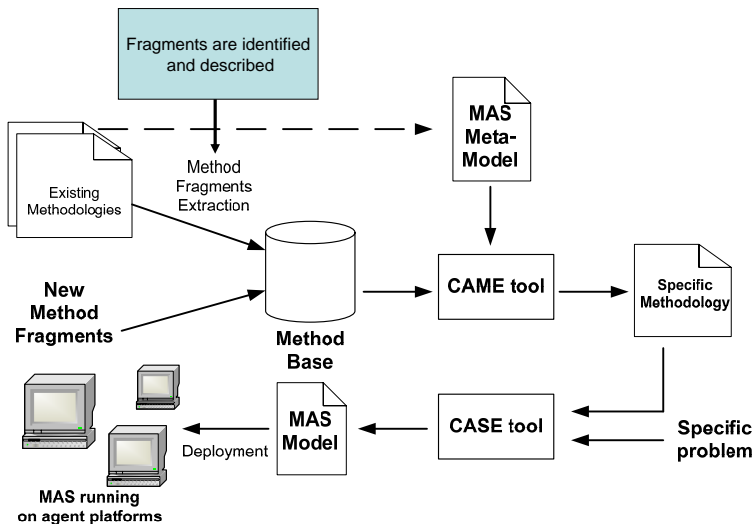 Fragments are identified
and described
MAS
Meta-
Model
Method
Fragments
Extraction
Existing
Methodologies
CAME tool
Specific
Methodology
New
Method
Fragments
Method
Base
MAS
Model
CASE tool
Specific
problem
Deployment
MAS running
on agent platforms